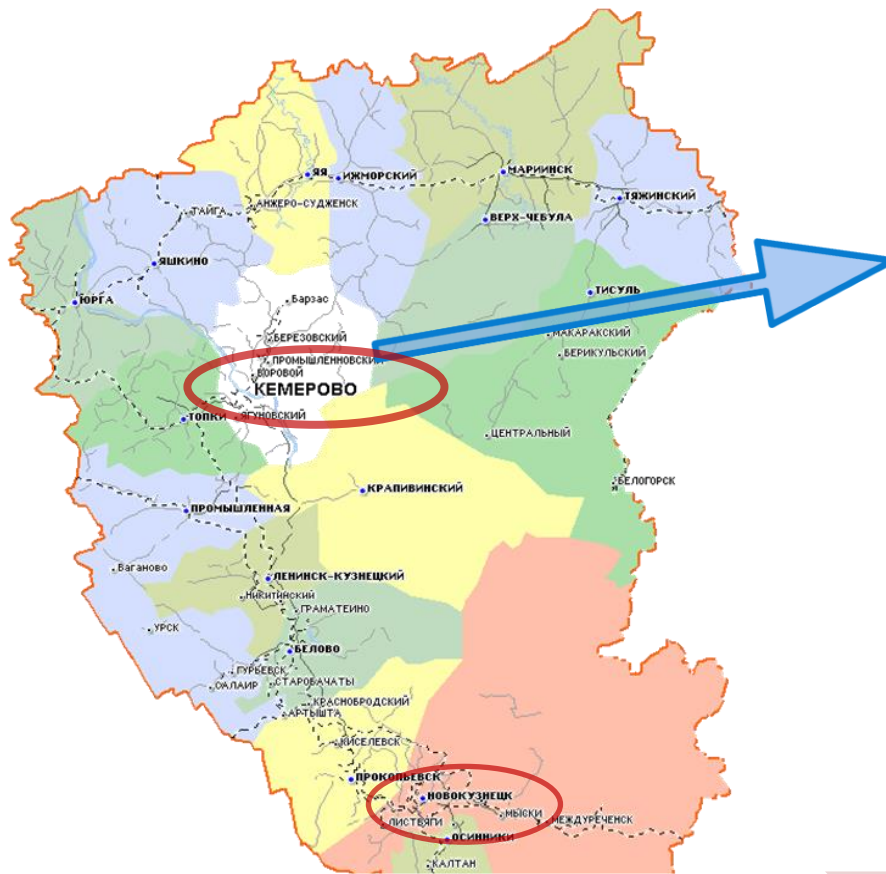 ЯЯ
ИЖМОРСКИЙ
МАРИИНСК
ТЯЖИНСКИЙ
ТАЙГА
АНЖЕРО-СУДЖЕНСК
ВЕРХ-ЧЕБУЛА
ЯШКИНО
ЮРГА
Барзас
ТИСУЛЬ
БЕРЕЗОВСКИЙ
МАКАРАКСКИЙ
ПРОМЫШЛЕННОВСКИЙ
БЕРИКУЛЬСКИЙ
БОРОВОЙ
КЕМЕРОВО
ТОПКИ
ЯГУНОВСКИЙ
ЦЕНТРАЛЬНЫЙ
БЕЛОГОРСК
КРАПИВИНСКИЙ
ПРОМЫШЛЕННАЯ
Ваганово
ЛЕНИНСК-КУЗНЕЦКИЙ
НИКИТИНСКИЙ
ГРАМАТЕИНО
УРСК
БЕЛОВО
ГУРЬЕВСК
САЛАИР
СТАРОБАЧАТЫ
КРАСНОБРОДСКИЙ
АРТЫШТА
КИСЕЛЕВСК
ПРОКОПЬЕВСК
НОВОКУЗНЕЦК
ЛИСТВЯГИ
МЫСКИ
МЕЖДУРЕЧЕНСК
ОСИННИКИ
КАЛТАН